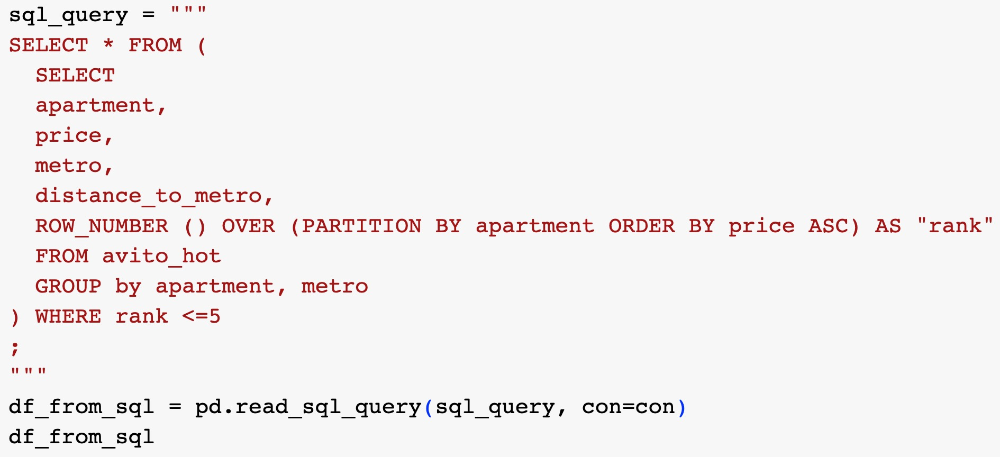 sql_query = """
SELECT * FROM (
  SELECT
  apartment,
  price,
  metro,
  distance_to_metro,
  ROW_NUMBER () OVER (PARTITION BY apartment ORDER BY price ASC) AS "rank"
  FROM avito_hot
  GROUP by apartment, metro
) WHERE rank <=5
;
"""
df_from_sql = pd.read_sql_query(sql_query, con=con)
df_from_sql